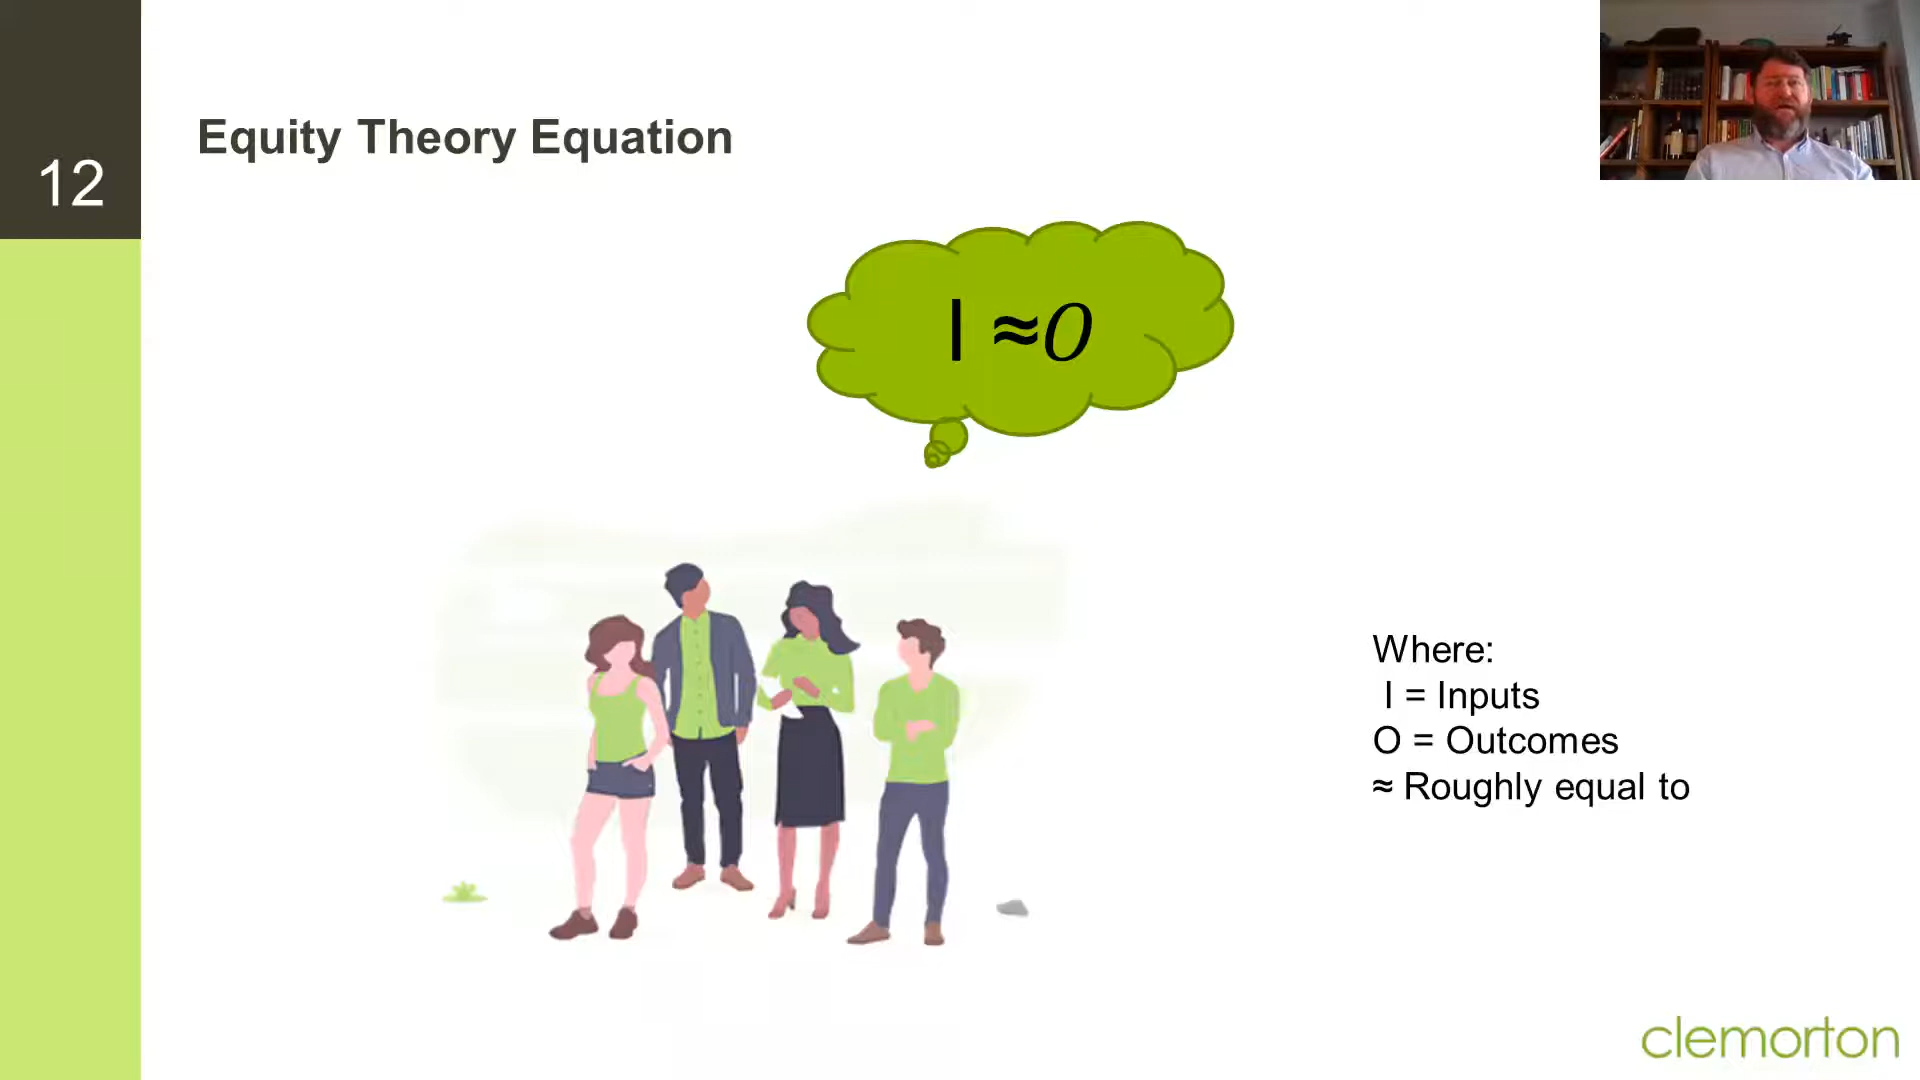 12
Equity Theory Equation
I ≈O
Where:
I = Inputs
O = Outcomes
≈ Roughly equal to
clemorton